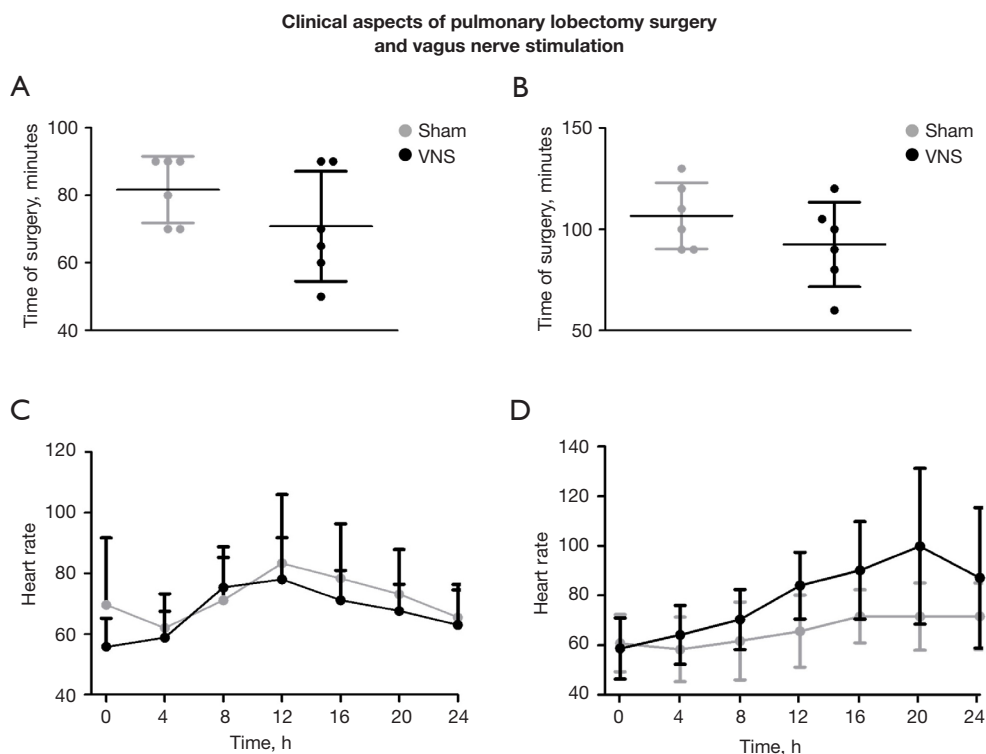 Clinical aspects of pulmonary lobectomy surgery
and vagus nerve stimulation
A
Time of surgery, minutes
100
80
60
40
Sham
VNS
B
Time of surgery, minutes
150
100
50
Sham
VNS
C
Heart rate
120
100
80
60
40
0 4 8 12 16 20 24
Time, h
D
Heart rate
140
120
100
80
60
40
0 4 8 12 16 20 24
Time, h